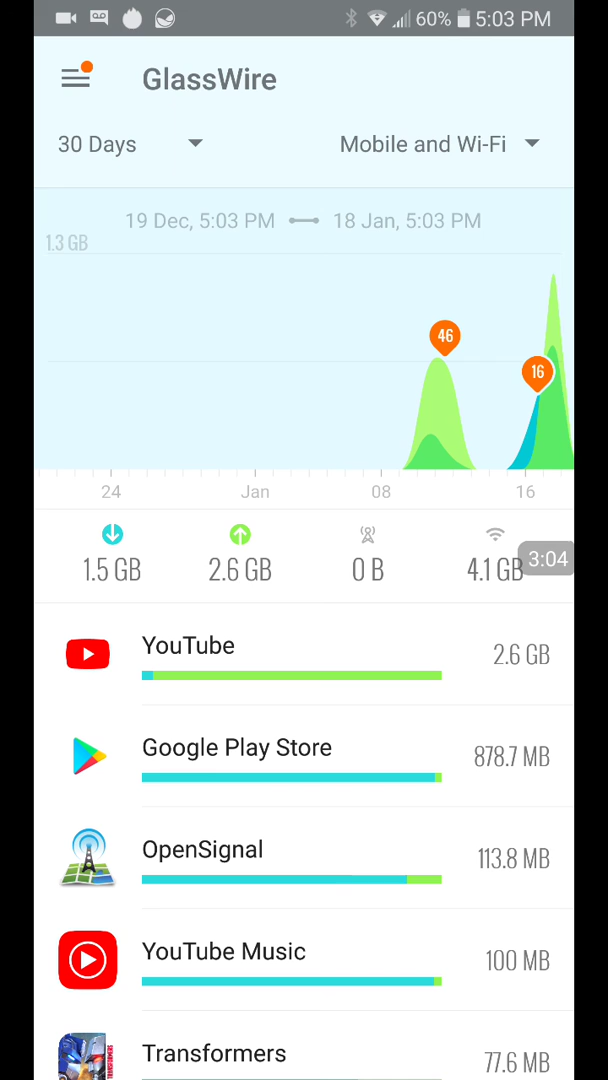 60% 5:03 PM
GlassWire
30 Days
Mobile and Wi-Fi
19 Dec, 5:03 PM 18 Jan, 5:03 PM
1.3 GB
46
16
24 Jan 08 16
1.5 GB 2.6 GB 0 B 4.1 GB
3:04
YouTube
2.6 GB
Google Play Store
878.7 MB
OpenSignal
113.8 MB
YouTube Music
100 MB
Transformers
77.6 MB